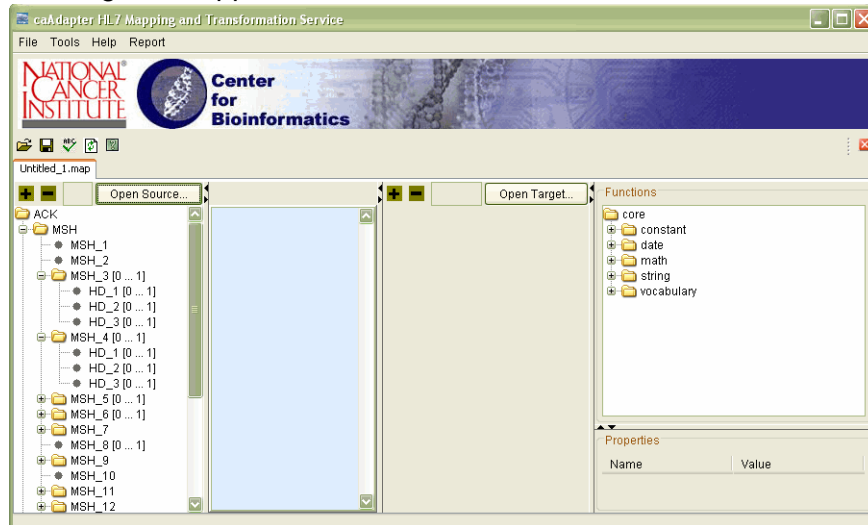 caAdapter HL7 Mapping and Transformation Service
File Tools Help Report
NATIONAL
CANCER
INSTITUTE
Center
for
Bioinformatics
Untitled_1.map
Open Source...
Open Target...
ACK
MSH
MSH_1
MSH_2
MSH_3 [0 ... 1]
HD_1 [0 ... 1]
HD_2 [0 ... 1]
HD_3 [0 ... 1]
MSH_4 [0 ... 1]
HD_1 [0 ... 1]
HD_2 [0 ... 1]
HD_3 [0 ... 1]
MSH_5 [0 ... 1]
MSH_6 [0 ... 1]
MSH_7
MSH_8 [0 ... 1]
MSH_9
MSH_10
MSH_11
MSH_12
Functions
core
constant
date
math
string
vocabulary
Properties
Name Value